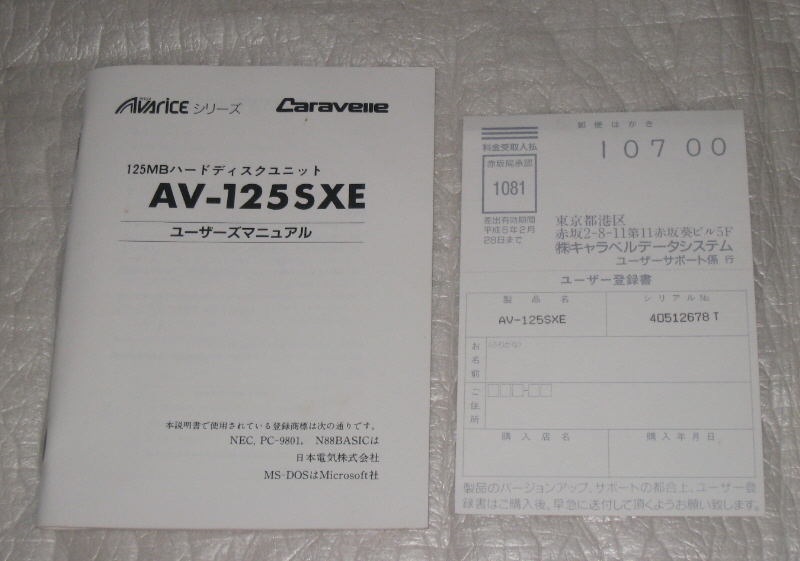 AVARICE シリーズ
Caravelle
125MBハードディスクユニット
AV-125SXE
ユーザーズマニュアル
本説明書で使用されている登録商標は次の通りです。
NEC, PC-9801, N88BASICは
日本電気株式会社
MS-DOSはMicrosoft社
郵便はがき
料金受取人払
10700
赤坂局承認
1081
差出有効期間
平成5年2月
28日まで
東京都港区
赤坂2-8-11第11赤坂葵ビル5F
㈱キャラベルデータシステム
ユーザーサポート係 行
ユーザー登録書
製品名
シリアルNo.
AV-125SXE
40512678 T
お名前
(ふりがな)
ご住所
購入店名
購入年月日
製品のバージョンアップ、サポートの都合上、ユーザー登
録書はご購入後、早急に送付して頂くようお願い致します。